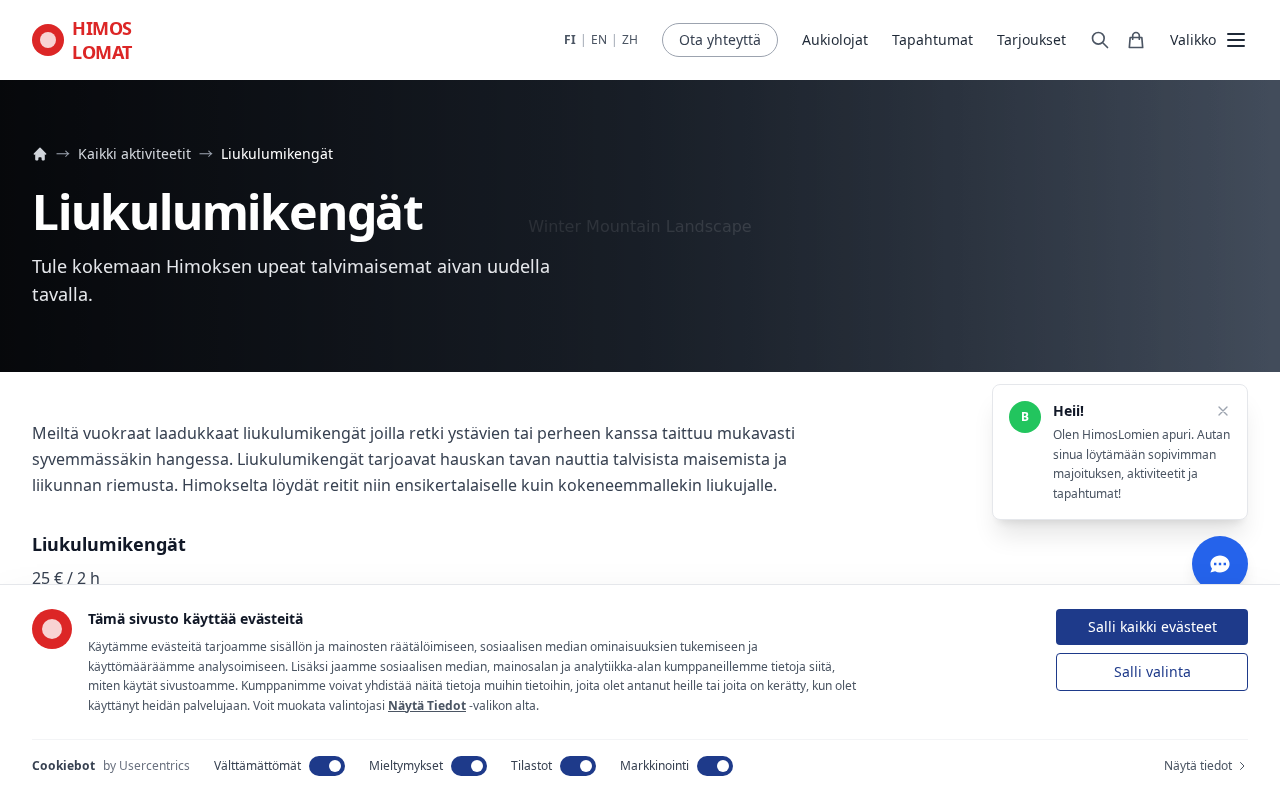 HIMOS
LOMAT
FI | EN | ZH
Ota yhteyttä
Aukiolojat
Tapahtumat
Tarjoukset
Valikko
Kaikki aktiviteetit
Liukulumikengät
Liukulumikengät
Winter Mountain Landscape
Tule kokemaan Himoksen upeat talvimaisemat aivan uudella
tavalla.
Meiltä vuokraat laadukkaat liukulumikengät joilla retki ystävien tai perheen kanssa taittuu mukavasti
syvemmässäkin hangessa. Liukulumikengät tarjoavat hauskan tavan nauttia talvisista maisemista ja
liikunnan riemusta. Himokselta löydät reitit niin ensikertalaiselle kuin kokeneemmallekin liukujalle.
Liukulumikengät
25 € / 2 h
B
Heii!
Olen HimosLomien apuri. Autan
sinua löytämään sopivimman
majoituksen, aktiviteetit ja
tapahtumat!
Tämä sivusto käyttää evästeitä
Käytämme evästeitä tarjoamme sisällön ja mainosten räätälöimiseen, sosiaalisen median ominaisuuksien tukemiseen ja
käyttömääräämme analysoimiseen. Lisäksi jaamme sosiaalisen median, mainosalan ja analytiikka-alan kumppaneillemme tietoja siitä,
miten käytät sivustoamme. Kumppanimme voivat yhdistää näitä tietoja muihin tietoihin, joita olet antanut heille tai joita on kerätty, kun olet
käyttänyt heidän palvelujaan. Voit muokata valintojasi Näytä Tiedot -valikon alta.
Salli kaikki evästeet
Salli valinta
Cookiebot by Usercentrics
Välttämättömät
Mieltymykset
Tilastot
Markkinointi
Näytä tiedot